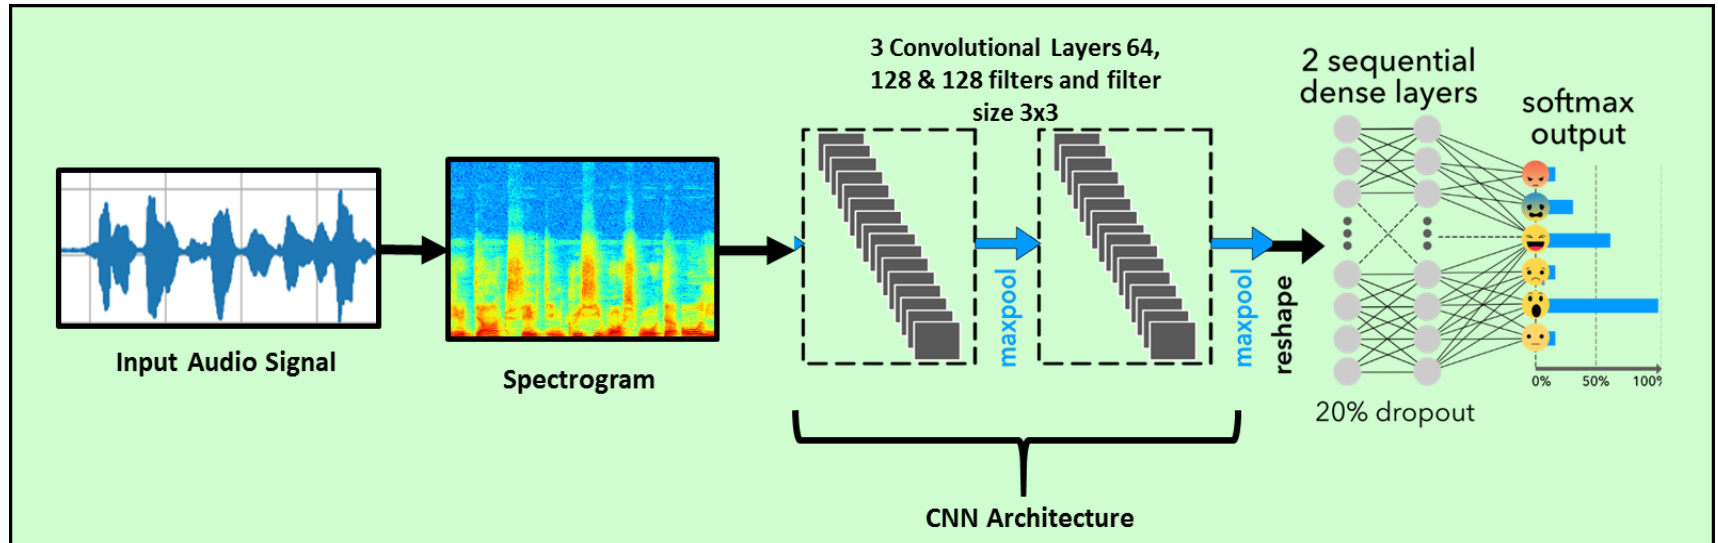 3 Convolutional Layers 64,
128 & 128 filters and filter
size 3x3
2 sequential
dense layers
softmax
output
Input Audio Signal
Spectrogram
maxpool
maxpool
reshape
0% 50% 100%
20% dropout
CNN Architecture